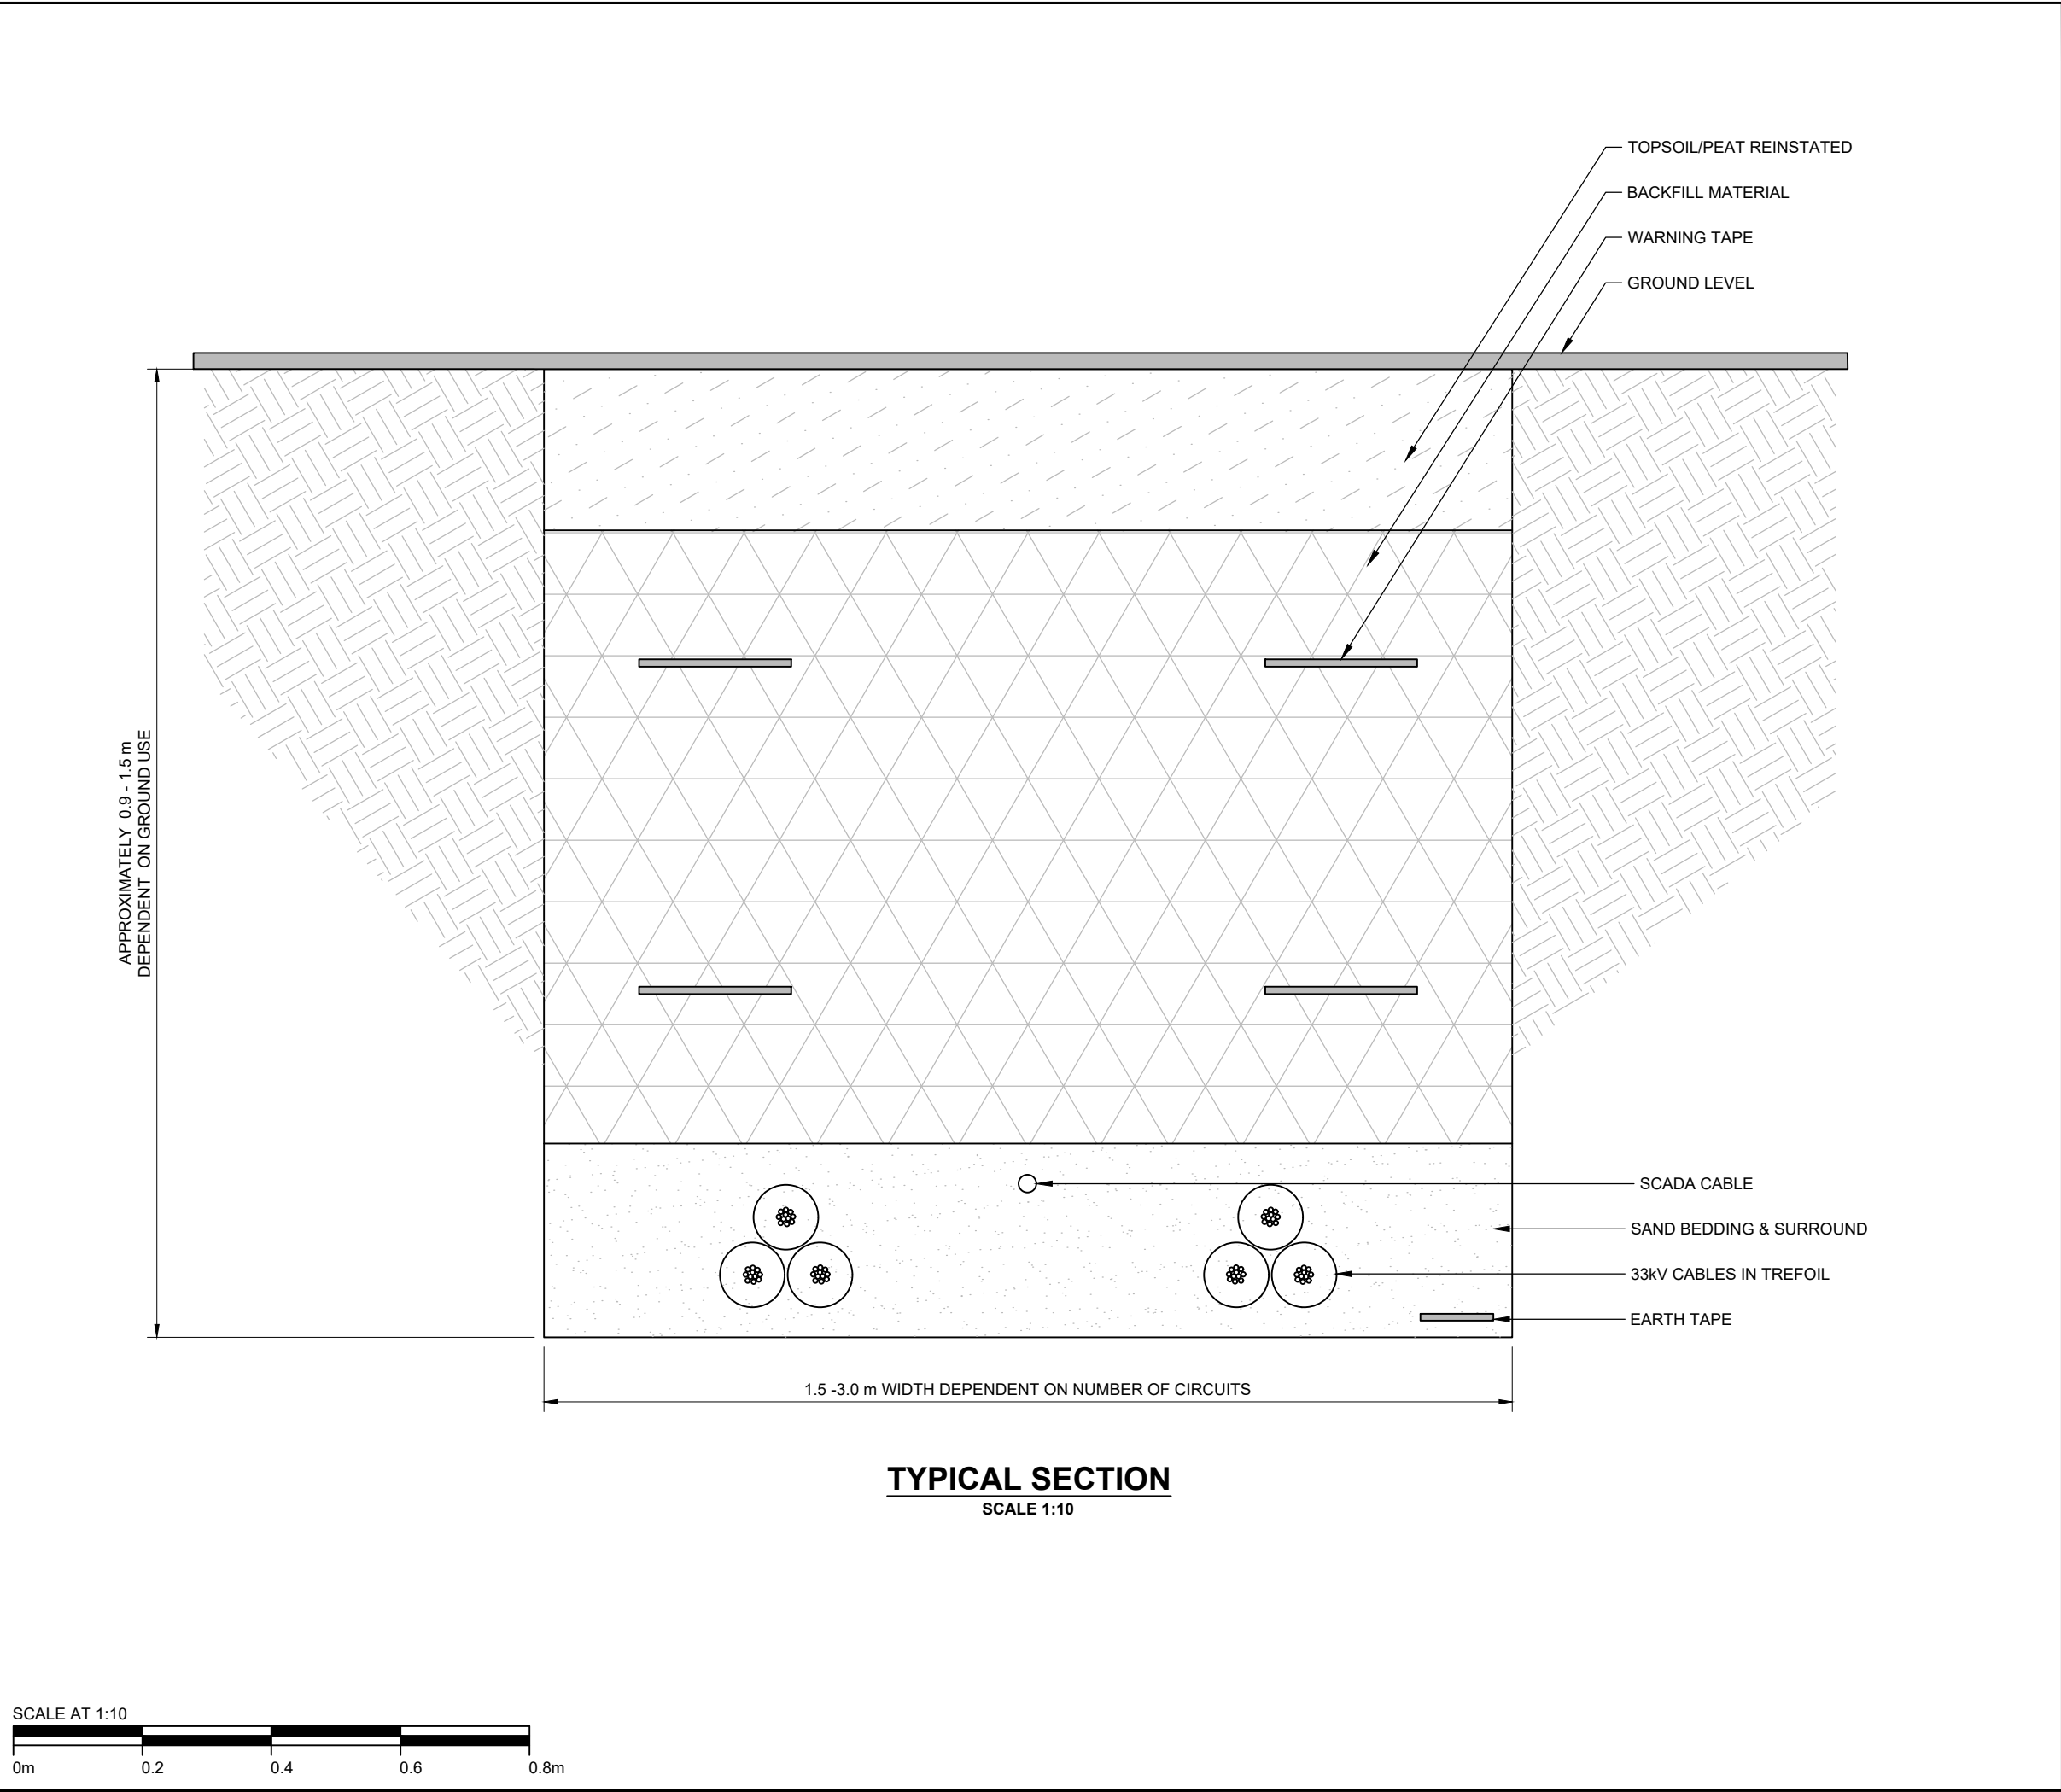 TOPSOIL/PEAT REINSTATED
BACKFILL MATERIAL
WARNING TAPE
GROUND LEVEL
APPROXIMATELY 0.9 - 1.5 m
DEPENDENT ON GROUND USE
SCADA CABLE
SAND BEDDING & SURROUND
33kV CABLES IN TREFOIL
EARTH TAPE
1.5 -3.0 m WIDTH DEPENDENT ON NUMBER OF CIRCUITS
TYPICAL SECTION
SCALE 1:10
SCALE AT 1:10
0m 0.2 0.4 0.6 0.8m